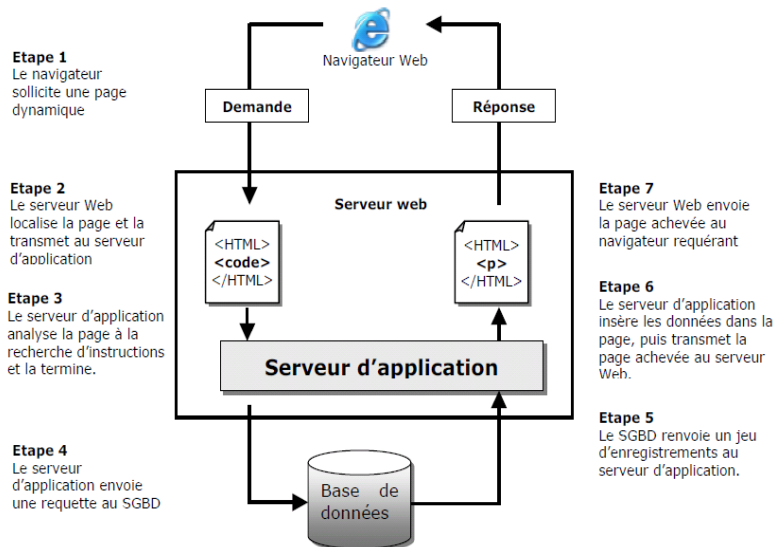 Navigateur Web
Etape 1
Le navigateur
sollicite une page
dynamique
Demande
Réponse
Etape 2
Le serveur Web
localise la page et la
transmet au serveur
d'application
Serveur web
<HTML>
<code>
</HTML>
<HTML>
<p>
</HTML>
Etape 3
Le serveur d'application
analyse la page à la
recherche d'instructions
et la termine.
Serveur d'application
Etape 4
Le serveur
d'application envoie
une requette au SGBD
Base de
données
Etape 5
Le SGBD renvoie un jeu
d'enregistrements au
serveur d'application.
Etape 6
Le serveur d'application
insère les données dans la
page, puis transmet la
page achevée au serveur
Web.
Etape 7
Le serveur Web envoie
la page achevée au
navigateur requérant